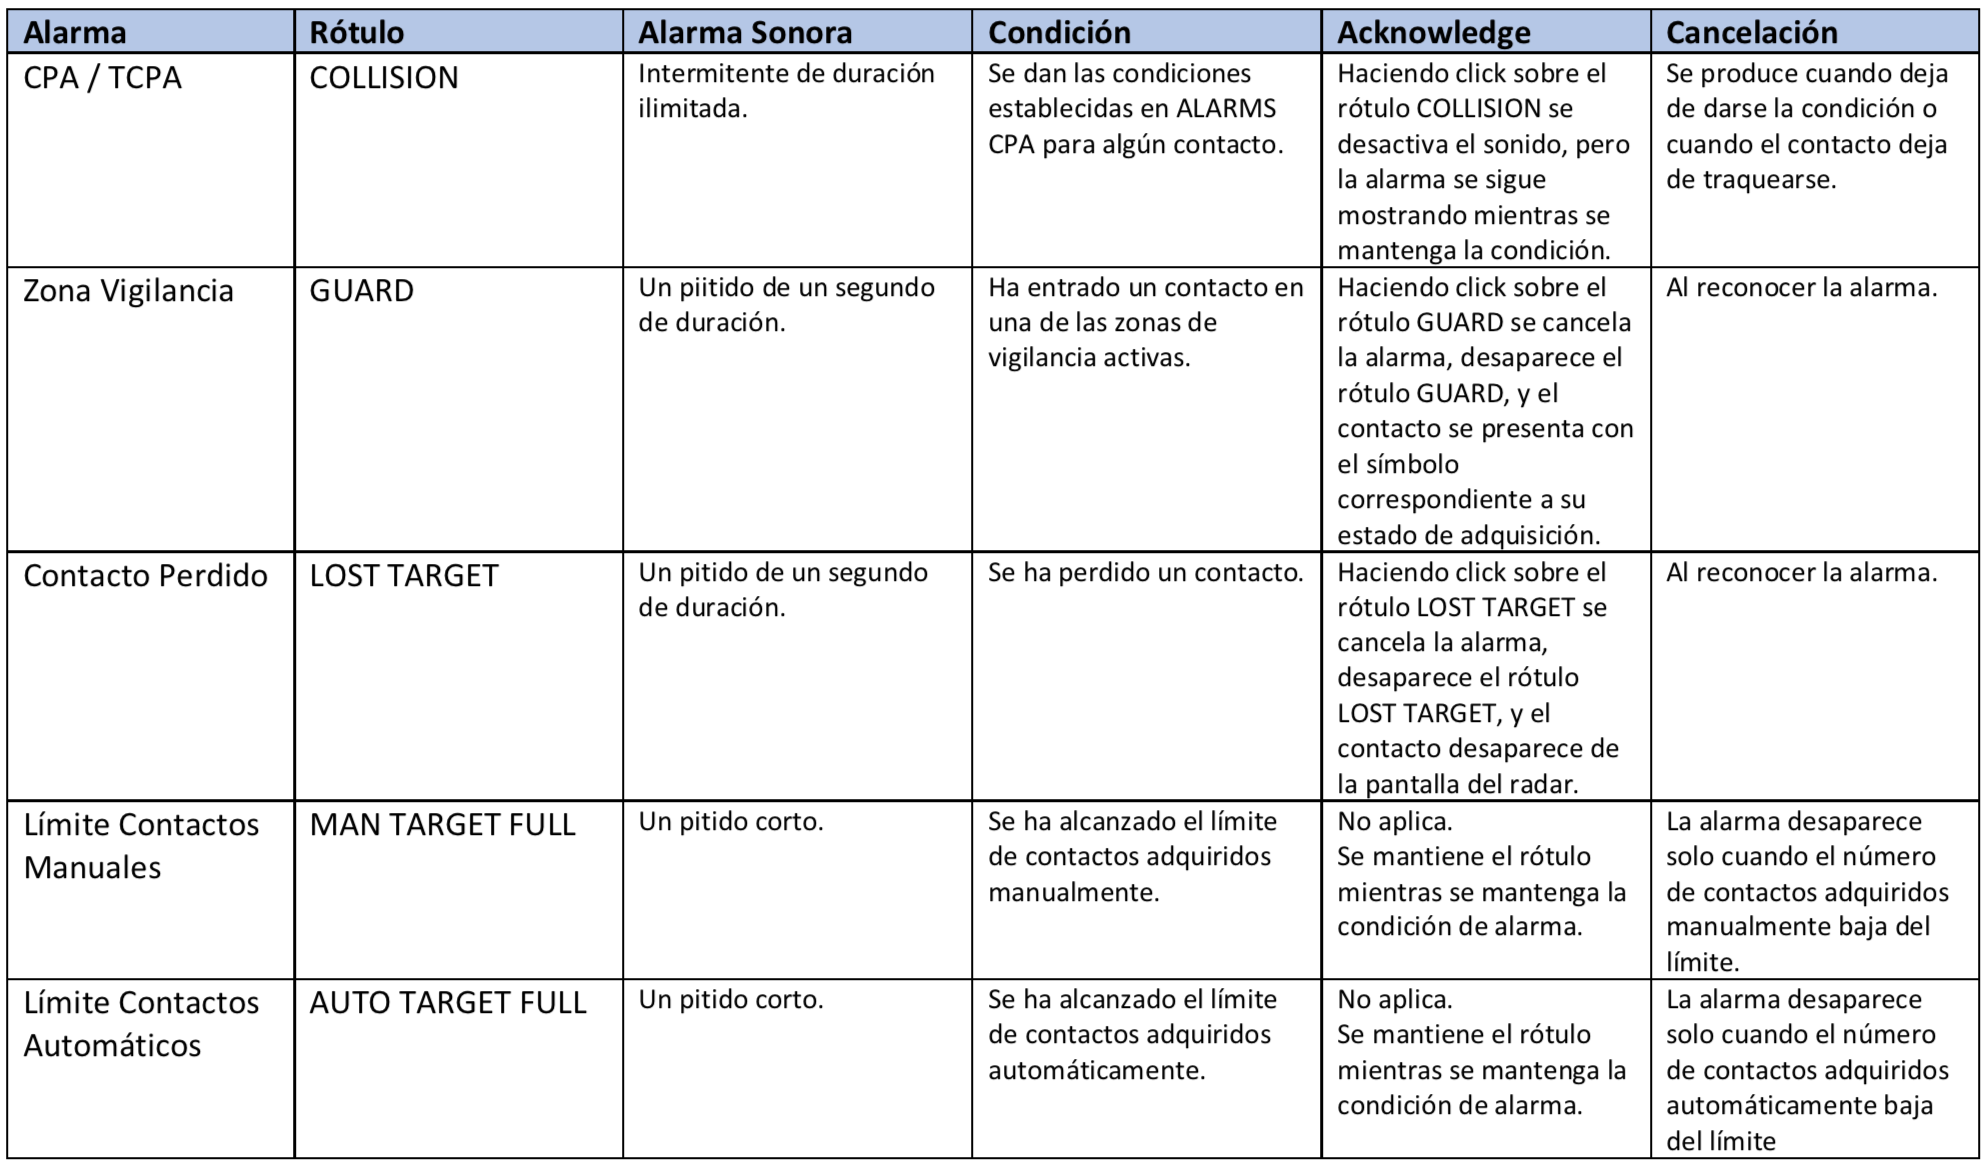 Alarma
Rótulo
Alarma Sonora
Condición
Acknowledge
Cancelación
CPA / TCPA
COLLISION
Intermitente de duración
ilimitada.
Se dan las condiciones
establecidas en ALARMS
CPA para algún contacto.
Haciendo click sobre el
rótulo COLLISION se
desactiva el sonido, pero
la alarma se sigue
mostrando mientras se
mantenga la condición.
Se produce cuando deja
de darse la condición o
cuando el contacto deja
de traquearse.
Zona Vigilancia
GUARD
Un piitido de un segundo
de duración.
Ha entrado un contacto en
una de las zonas de
vigilancia activas.
Haciendo click sobre el
rótulo GUARD se cancela
la alarma, desaparece el
rótulo GUARD, y el
contacto se presenta con
el símbolo
correspondiente a su
estado de adquisición.
Al reconocer la alarma.
Contacto Perdido
LOST TARGET
Un pitido de un segundo
de duración.
Se ha perdido un contacto.
Haciendo click sobre el
rótulo LOST TARGET se
cancela la alarma,
desaparece el rótulo
LOST TARGET, y el
contacto desaparece de
la pantalla del radar.
Al reconocer la alarma.
Límite Contactos
Manuales
MAN TARGET FULL
Un pitido corto.
Se ha alcanzado el límite
de contactos adquiridos
manualmente.
No aplica.
Se mantiene el rótulo
mientras se mantenga la
condición de alarma.
La alarma desaparece
solo cuando el número
de contactos adquiridos
manualmente baja del
límite.
Límite Contactos
Automáticos
AUTO TARGET FULL
Un pitido corto.
Se ha alcanzado el límite
de contactos adquiridos
automáticamente.
No aplica.
Se mantiene el rótulo
mientras se mantenga la
condición de alarma.
La alarma desaparece
solo cuando el número
de contactos adquiridos
automáticamente baja
del límite